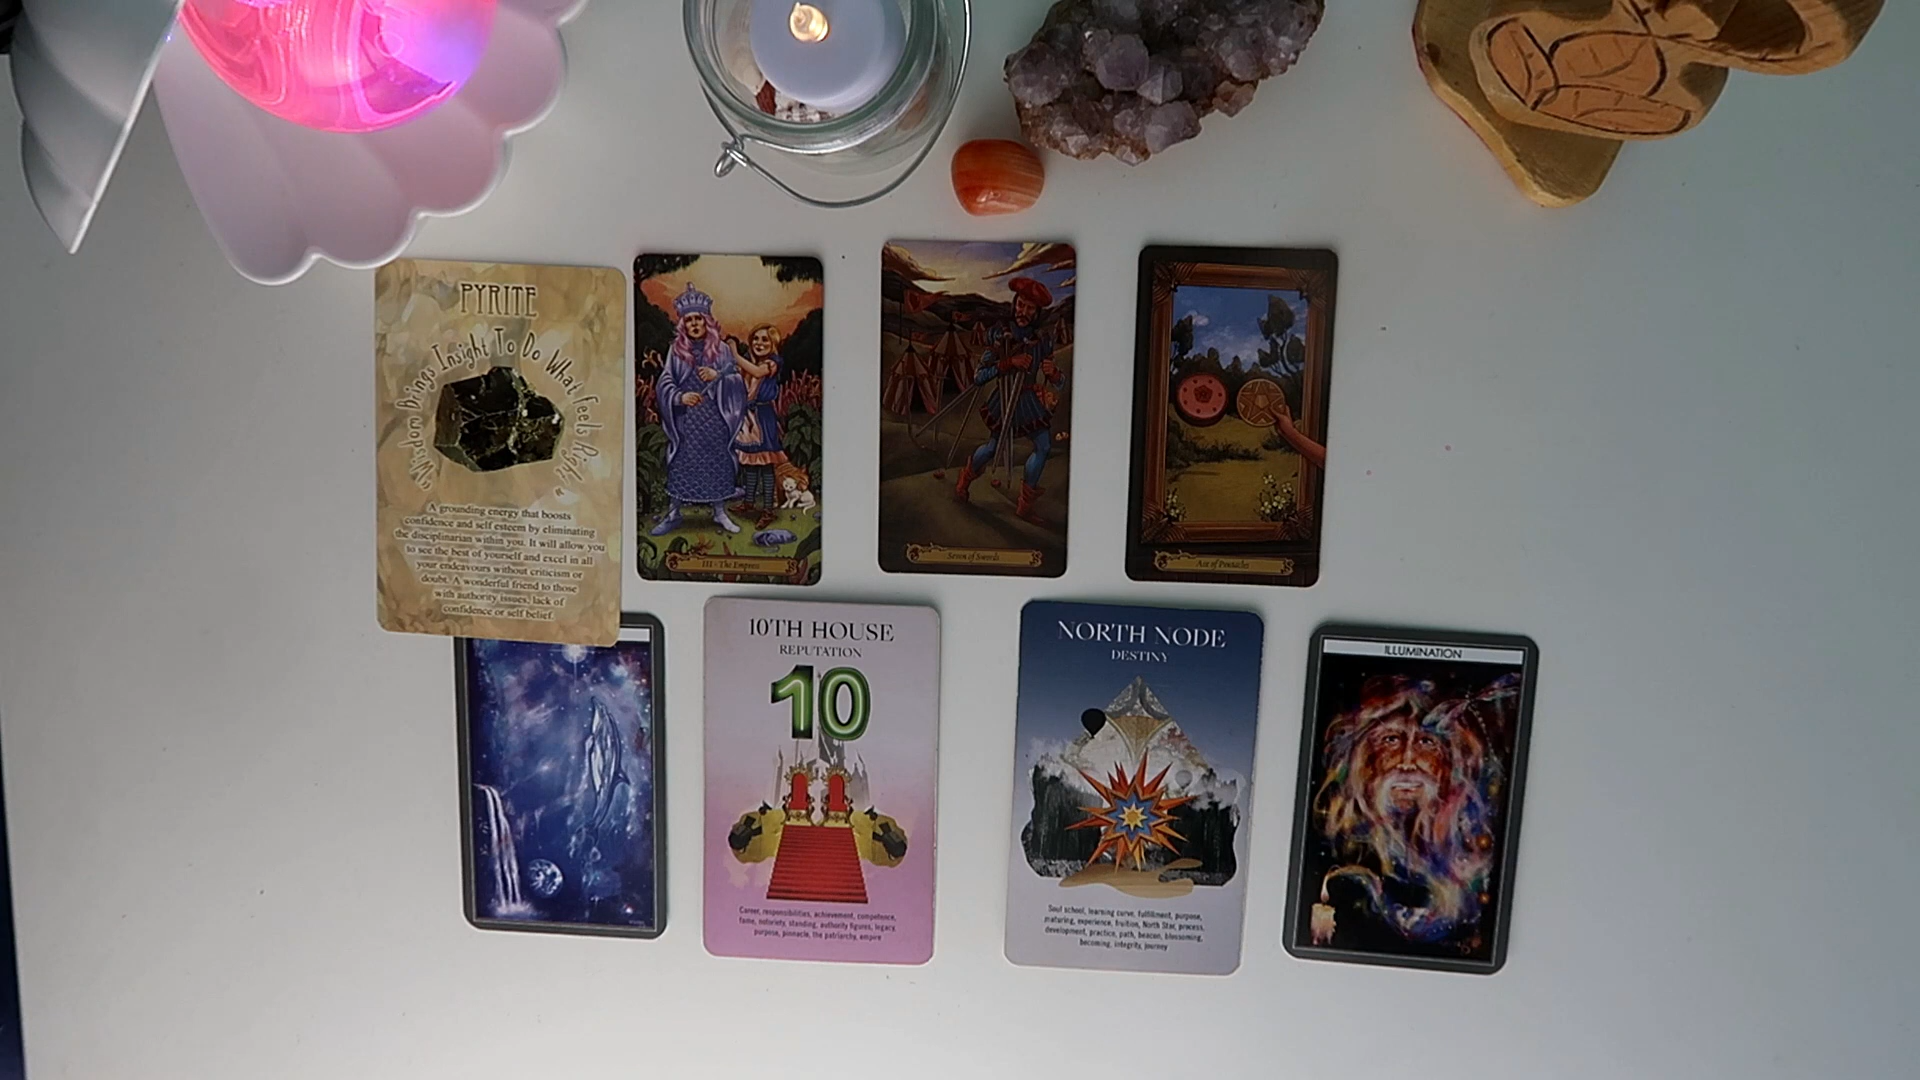 PYRITE
"Wisdom Brings Insight To Do What Feels Right"
A grounding energy that boosts
confidence and self esteem by eliminating
the disciplinarian within you. It will allow you
to see the best of yourself and excel in all
your endeavours without criticism or
doubt. A wonderful friend to those
with authority issues, lack of
confidence or self belief.
III - The Empress
Seven of Swords
Ace of Pentacles
10TH HOUSE
REPUTATION
10
Career, responsibilities, achievement, competence,
fame, notoriety, standing, authority figures, legacy,
purpose, pinnacle, the patriarchy, empire
NORTH NODE
DESTINY
Soul school, learning curve, fulfillment, purpose,
maturing, experience, fruition, North Star, process,
development, practice, path, beacon, blossoming,
becoming, integrity, journey
ILLUMINATION